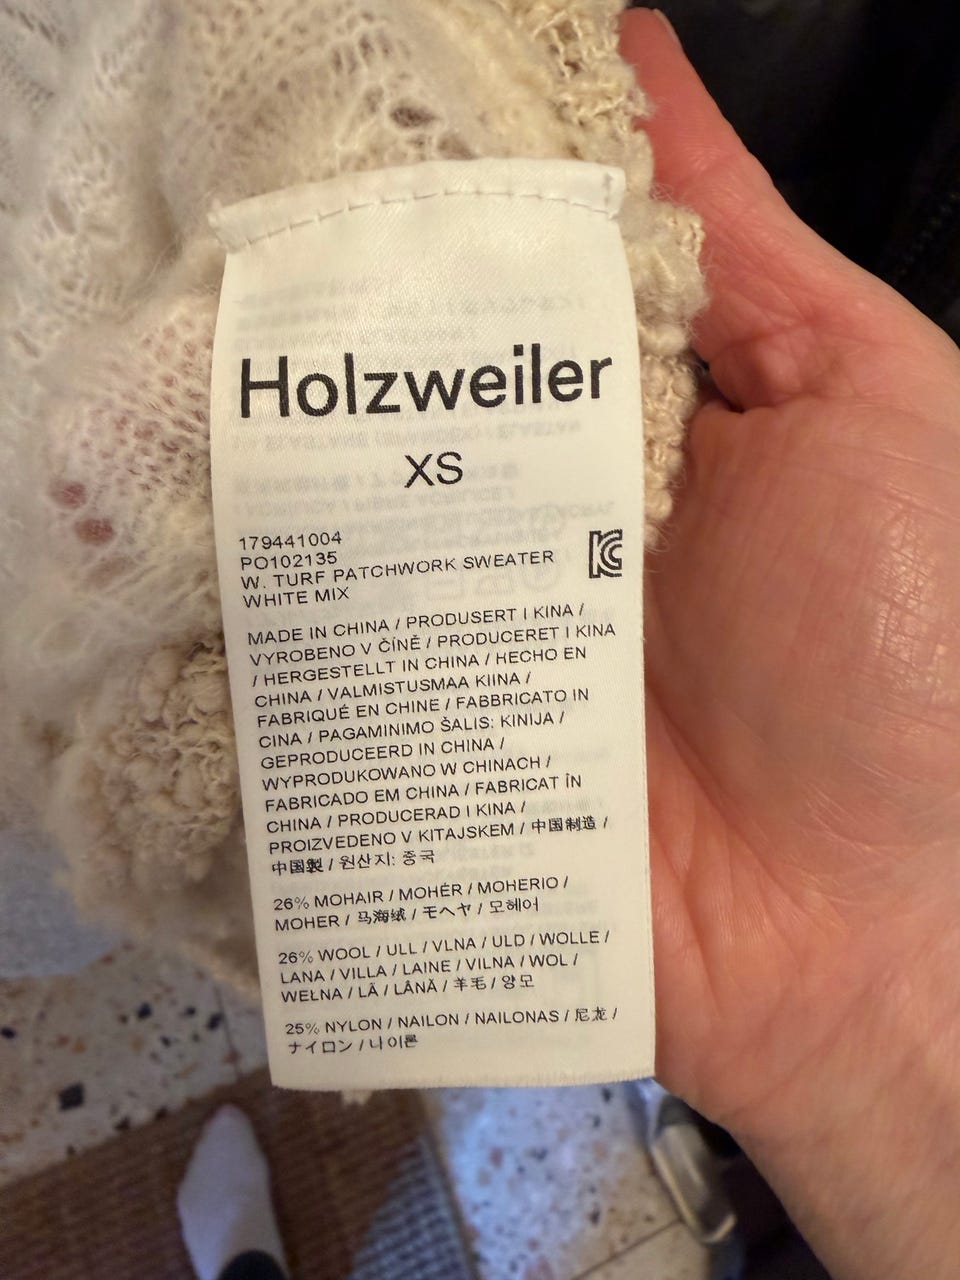 Holzweiler
XS
179441004
PO102135
W. TURF PATCHWORK SWEATER
WHITE MIX
MADE IN CHINA / PRODUSERT I KINA /
VYROBENO V ČÍNĚ / PRODUCERET I KINA
/ HERGESTELLT IN CHINA / HECHO EN
CHINA / VALMISTUSMAA KIINA /
FABRIQUÉ EN CHINE / FABBRICATO IN
CINA / PAGAMINIMO ŠALIS: KINIJA /
GEPRODUCEERD IN CHINA /
WYPRODUKOWANO W CHINACH /
FABRICADO EM CHINA / FABRICAT ÎN
CHINA / PRODUCERAD I KINA /
PROIZVEDENO V KITAJSKEM / 中国制造 /
中国製 / 원산지: 중국
26% MOHAIR / MOHÉR / MOHERIO /
MOHER / 马海绒 / モヘヤ / 모헤어
26% WOOL / ULL / VLNA / ULD / WOLLE /
LANA / VILLA / LAINE / VILNA / WOL /
WEŁNA / LÃ / LÂNĂ / 羊毛 / 양모
25% NYLON / NAILON / NAILONAS / 尼龙 /
ナイロン / 나이론